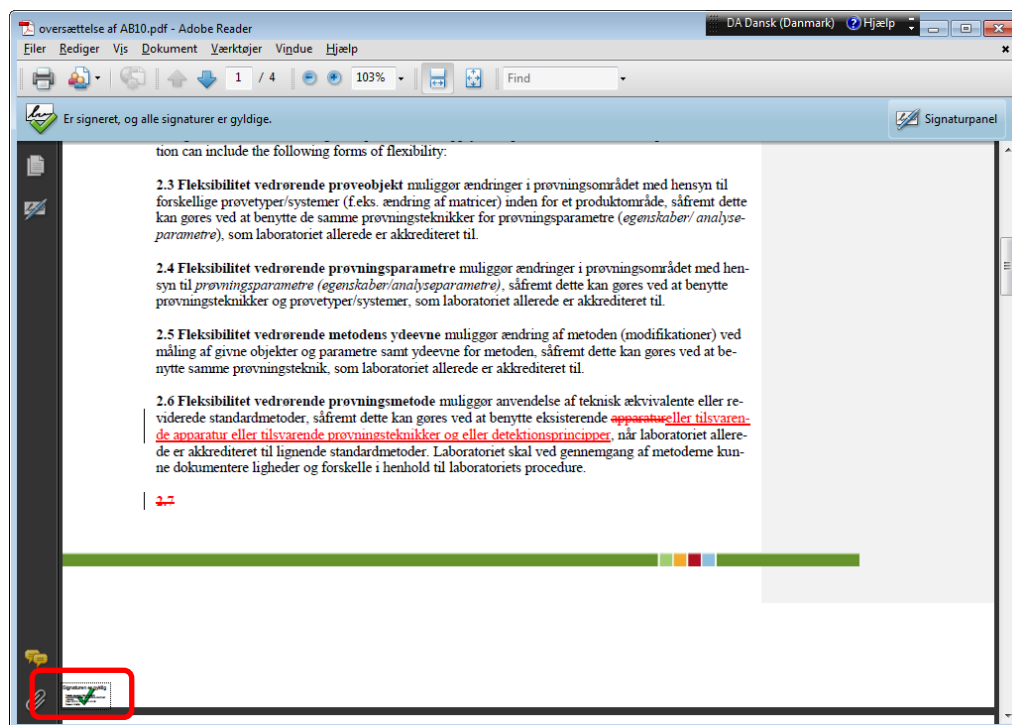 oversættelse af AB10.pdf - Adobe Reader
DA Dansk (Danmark) Hjælp
Filer Rediger Vis Dokument Værktøjer Vindue Hjælp
1 / 4 103% Find
Er signeret, og alle signaturer er gyldige.
Signaturpanel
tion can include the following forms of flexibility:
2.3 Fleksibilitet vedrørende prøveobjekt muliggør ændringer i prøvningsområdet med hensyn til
forskellige prøvetyper/systemer (f.eks. ændring af matricer) inden for et produktområde, såfremt dette
kan gøres ved at benytte de samme prøvningsteknikker for prøvningsparametre (egenskaber/ analyse-
parametre), som laboratoriet allerede er akkrediteret til.
2.4 Fleksibilitet vedrørende prøvningsparametre muliggør ændringer i prøvningsområdet med hen-
syn til prøvningsparametre (egenskaber/analyseparametre), såfremt dette kan gøres ved at benytte
prøvningsteknikker og prøvetyper/systemer, som laboratoriet allerede er akkrediteret til.
2.5 Fleksibilitet vedrørende metodens ydeevne muliggør ændring af metoden (modifikationer) ved
måling af givne objekter og parametre samt ydeevne for metoden, såfremt dette kan gøres ved at be-
nytte samme prøvningsteknik, som laboratoriet allerede er akkrediteret til.
2.6 Fleksibilitet vedrørende prøvningsmetode muliggør anvendelse af teknisk ækvivalente eller re-
viderede standardmetoder, såfremt dette kan gøres ved at benytte eksisterende apparatureller tilsvaren-
de apparatur eller tilsvarende prøvningsteknikker og eller detektionsprincipper, når laboratoriet allere-
de er akkrediteret til lignende standardmetoder. Laboratoriet skal ved gennemgang af metoderne kun-
ne dokumentere ligheder og forskelle i henhold til laboratoriets procedure.
2.7
Signaturen er gyldig